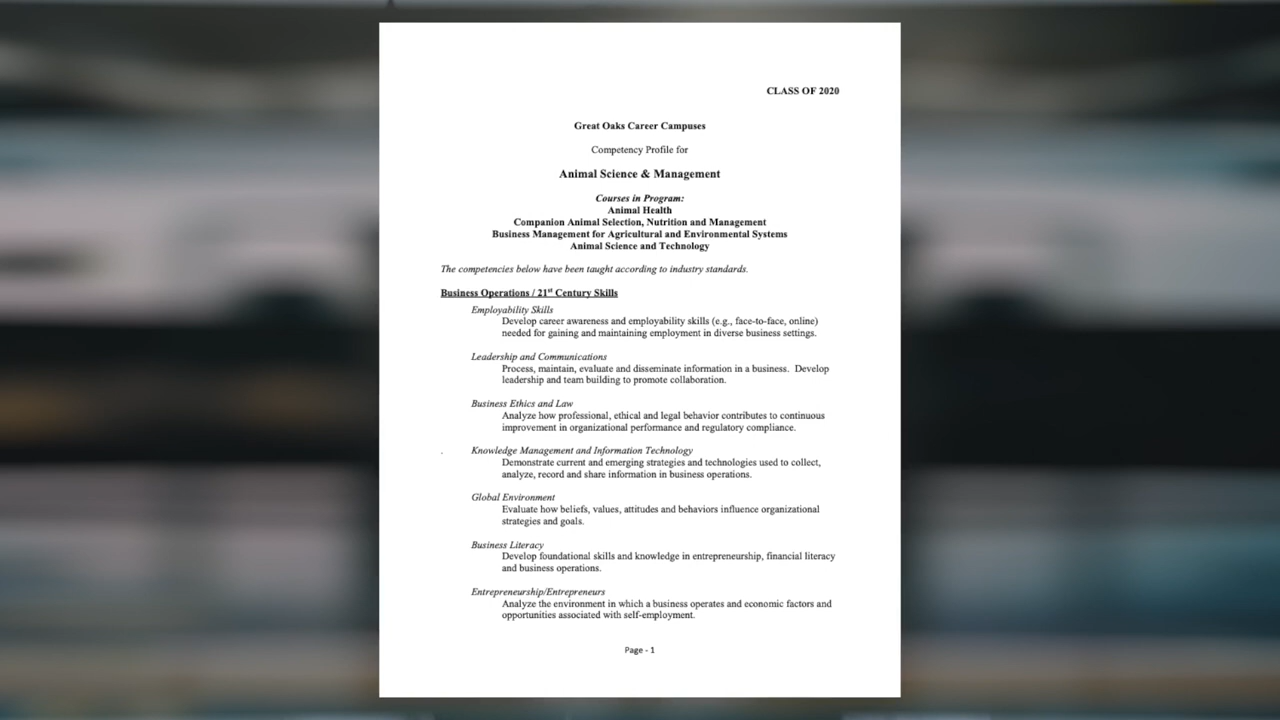 CLASS OF 2020
Great Oaks Career Campuses
Competency Profile for
Animal Science & Management
Courses in Program:
Animal Health
Companion Animal Selection, Nutrition and Management
Business Management for Agricultural and Environmental Systems
Animal Science and Technology
The competencies below have been taught according to industry standards.
Business Operations / 21st Century Skills
Employability Skills
Develop career awareness and employability skills (e.g., face-to-face, online)
needed for gaining and maintaining employment in diverse business settings.
Leadership and Communications
Process, maintain, evaluate and disseminate information in a business. Develop
leadership and team building to promote collaboration.
Business Ethics and Law
Analyze how professional, ethical and legal behavior contributes to continuous
improvement in organizational performance and regulatory compliance.
Knowledge Management and Information Technology
Demonstrate current and emerging strategies and technologies used to collect,
analyze, record and share information in business operations.
Global Environment
Evaluate how beliefs, values, attitudes and behaviors influence organizational
strategies and goals.
Business Literacy
Develop foundational skills and knowledge in entrepreneurship, financial literacy
and business operations.
Entrepreneurship/Entrepreneurs
Analyze the environment in which a business operates and economic factors and
opportunities associated with self-employment.
Page - 1